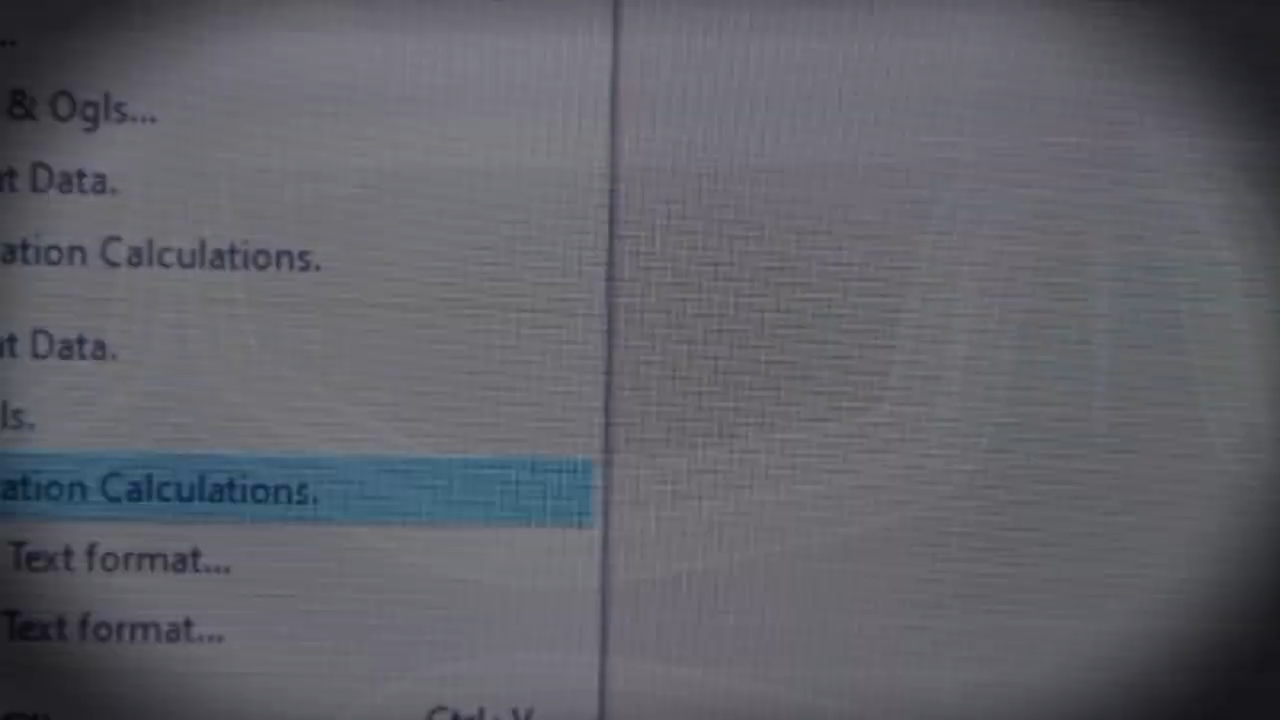 & Ogls...
t Data.
ation Calculations.
t Data.
ls.
ation Calculations.
Text format...
Text format...